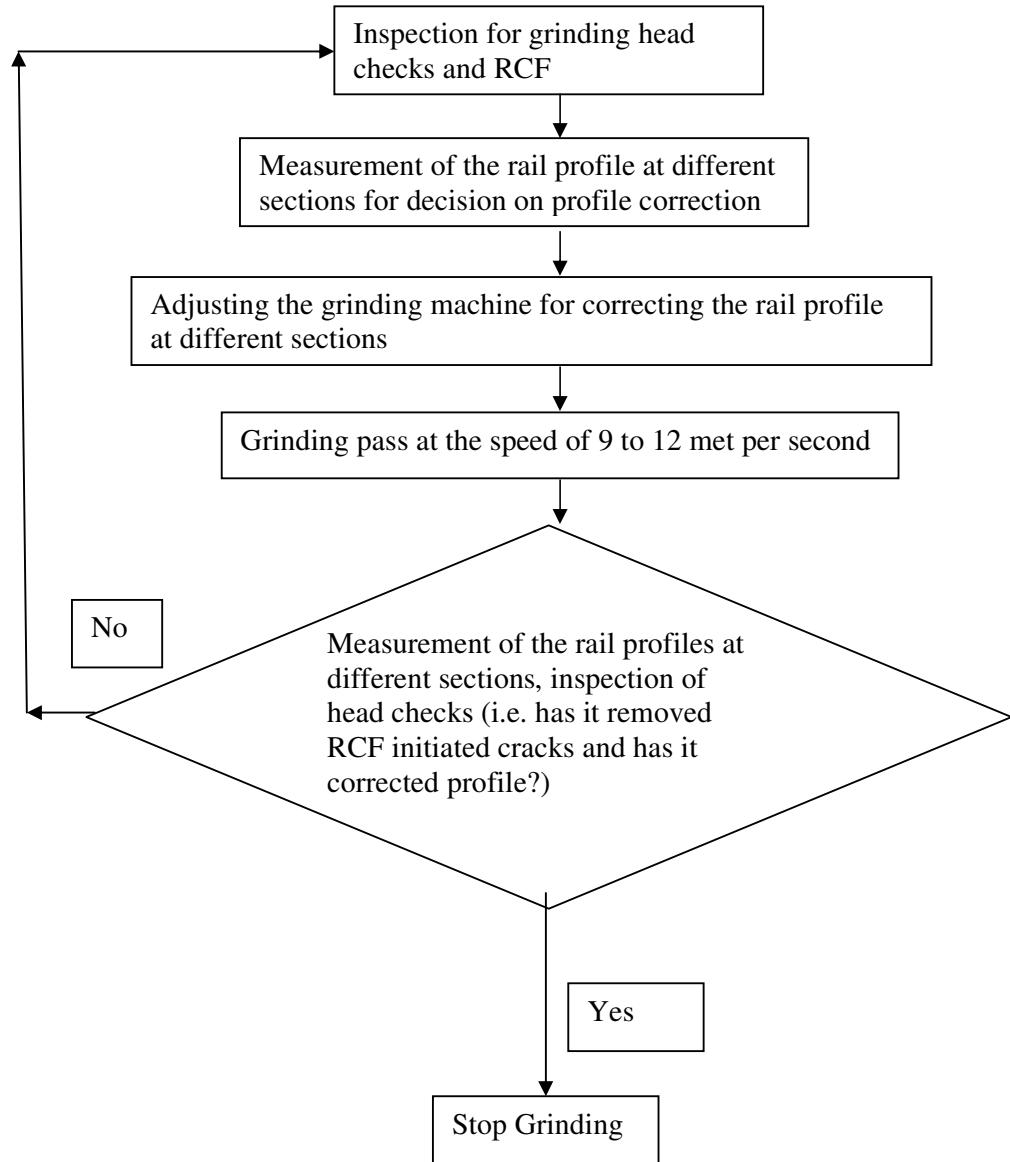 Inspection for grinding head
checks and RCF
Measurement of the rail profile at different
sections for decision on profile correction
Adjusting the grinding machine for correcting the rail profile
at different sections
Grinding pass at the speed of 9 to 12 met per second
No
Measurement of the rail profiles at
different sections, inspection of
head checks (i.e. has it removed
RCF initiated cracks and has it
corrected profile?)
Yes
Stop Grinding